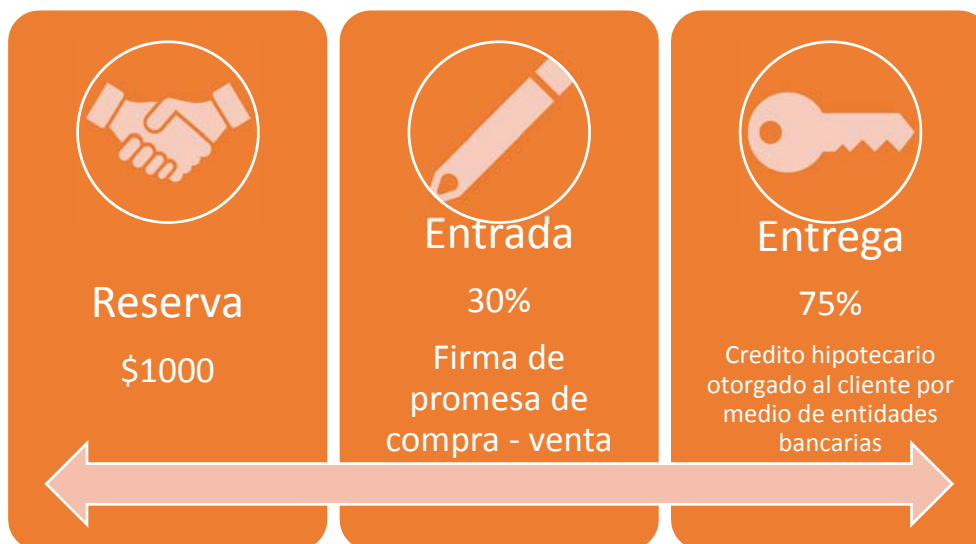 Reserva
$1000
Entrada
30%
Firma de
promesa de
compra - venta
Entrega
75%
Credito hipotecario
otorgado al cliente por
medio de entidades
bancarias